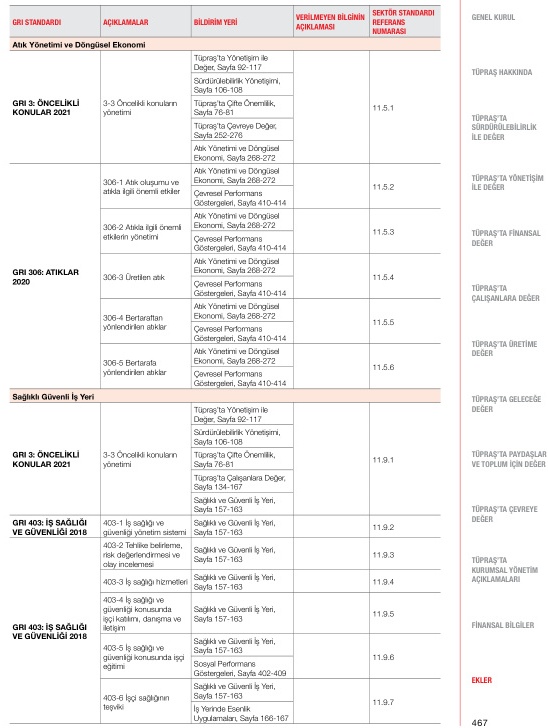 GRI STANDARDI
AÇIKLAMALAR
BİLDİRİM YERİ
VERİLMEYEN BİLGİNİN
AÇIKLAMASI
SEKTÖR STANDARDI
REFERANS
NUMARASI
Atık Yönetimi ve Döngüsel Ekonomi
GRI 3: ÖNCELİKLİ
KONULAR 2021
3-3 Öncelikli konuların
yönetimi
Tüpraş'ta Yönetişim ile
Değer, Sayfa 92-117
Sürdürülebilirlik Yönetişimi,
Sayfa 106-108
Tüpraş'ta Çifte Önemlilik,
Sayfa 76-81
Tüpraş'ta Çevreye Değer,
Sayfa 252-276
Atık Yönetimi ve Döngüsel
Ekonomi, Sayfa 268-272
11.5.1
GRI 306: ATIKLAR
2020
306-1 Atık oluşumu ve
atıkla ilgili önemli etkiler
Atık Yönetimi ve Döngüsel
Ekonomi, Sayfa 268-272
Çevresel Performans
Göstergeleri, Sayfa 410-414
11.5.2
306-2 Atıkla ilgili önemli
etkilerin yönetimi
Atık Yönetimi ve Döngüsel
Ekonomi, Sayfa 268-272
Çevresel Performans
Göstergeleri, Sayfa 410-414
11.5.3
306-3 Üretilen atık
Atık Yönetimi ve Döngüsel
Ekonomi, Sayfa 268-272
Çevresel Performans
Göstergeleri, Sayfa 410-414
11.5.4
306-4 Bertaraftan
yönlendirilen atıklar
Atık Yönetimi ve Döngüsel
Ekonomi, Sayfa 268-272
Çevresel Performans
Göstergeleri, Sayfa 410-414
11.5.5
306-5 Bertarafa
yönlendirilen atıklar
Atık Yönetimi ve Döngüsel
Ekonomi, Sayfa 268-272
Çevresel Performans
Göstergeleri, Sayfa 410-414
11.5.6
Sağlıklı Güvenli İş Yeri
GRI 3: ÖNCELİKLİ
KONULAR 2021
3-3 Öncelikli konuların
yönetimi
Tüpraş'ta Yönetişim ile
Değer, Sayfa 92-117
Sürdürülebilirlik Yönetişimi,
Sayfa 106-108
Tüpraş'ta Çifte Önemlilik,
Sayfa 76-81
Tüpraş'ta Çalışanlara Değer,
Sayfa 134-167
Sağlıklı ve Güvenli İş Yeri,
Sayfa 157-163
11.9.1
GRI 403: İŞ SAĞLIĞI
VE GÜVENLİĞİ 2018
403-1 İş sağlığı ve
güvenliği yönetim sistemi
Sağlıklı ve Güvenli İş Yeri,
Sayfa 157-163
11.9.2
GRI 403: İŞ SAĞLIĞI
VE GÜVENLİĞİ 2018
403-2 Tehlike belirleme,
risk değerlendirmesi ve
olay incelemesi
Sağlıklı ve Güvenli İş Yeri,
Sayfa 157-163
11.9.3
403-3 İş sağlığı hizmetleri
Sağlıklı ve Güvenli İş Yeri,
Sayfa 157-163
11.9.4
403-4 İş sağlığı ve
güvenliği konusunda
işçi katılımı, danışma ve
iletişim
Sağlıklı ve Güvenli İş Yeri,
Sayfa 157-163
11.9.5
403-5 İş sağlığı ve
güvenliği konusunda işçi
eğitimi
Sağlıklı ve Güvenli İş Yeri,
Sayfa 157-163
Sosyal Performans
Göstergeleri, Sayfa 402-409
11.9.6
403-6 İşçi sağlığının
teşviki
Sağlıklı ve Güvenli İş Yeri,
Sayfa 157-163
İş Yerinde Esenlik
Uygulamaları, Sayfa 166-167
11.9.7
GENEL KURUL
TÜPRAŞ HAKKINDA
TÜPRAŞ'TA
SÜRDÜRÜLEBİLİRLİK
İLE DEĞER
TÜPRAŞ'TA YÖNETİŞİM
İLE DEĞER
TÜPRAŞ'TA FİNANSAL
DEĞER
TÜPRAŞ'TA
ÇALIŞANLARA DEĞER
TÜPRAŞ'TA ÜRETİME
DEĞER
TÜPRAŞ'TA GELECEĞE
DEĞER
TÜPRAŞ'TA PAYDAŞLAR
VE TOPLUM İÇİN DEĞER
TÜPRAŞ'TA ÇEVREYE
DEĞER
TÜPRAŞ'TA
KURUMSAL YÖNETİM
AÇIKLAMALARI
FİNANSAL BİLGİLER
EKLER
467